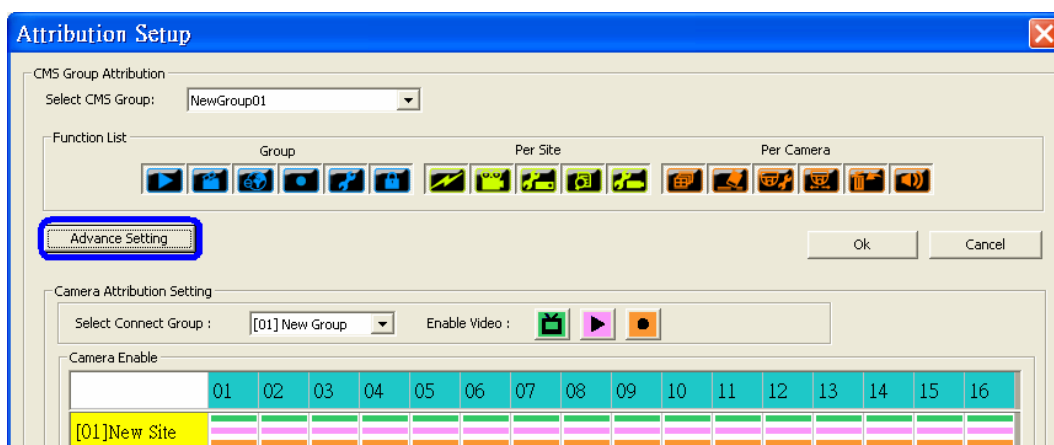 Attribution Setup
CMS Group Attribution
Select CMS Group: NewGroup01
Function List
Group Per Site Per Camera
Advance Setting Ok Cancel
Camera Attribution Setting
Select Connect Group : [01] New Group Enable Video :
Camera Enable
01 02 03 04 05 06 07 08 09 10 11 12 13 14 15 16
[01]New Site